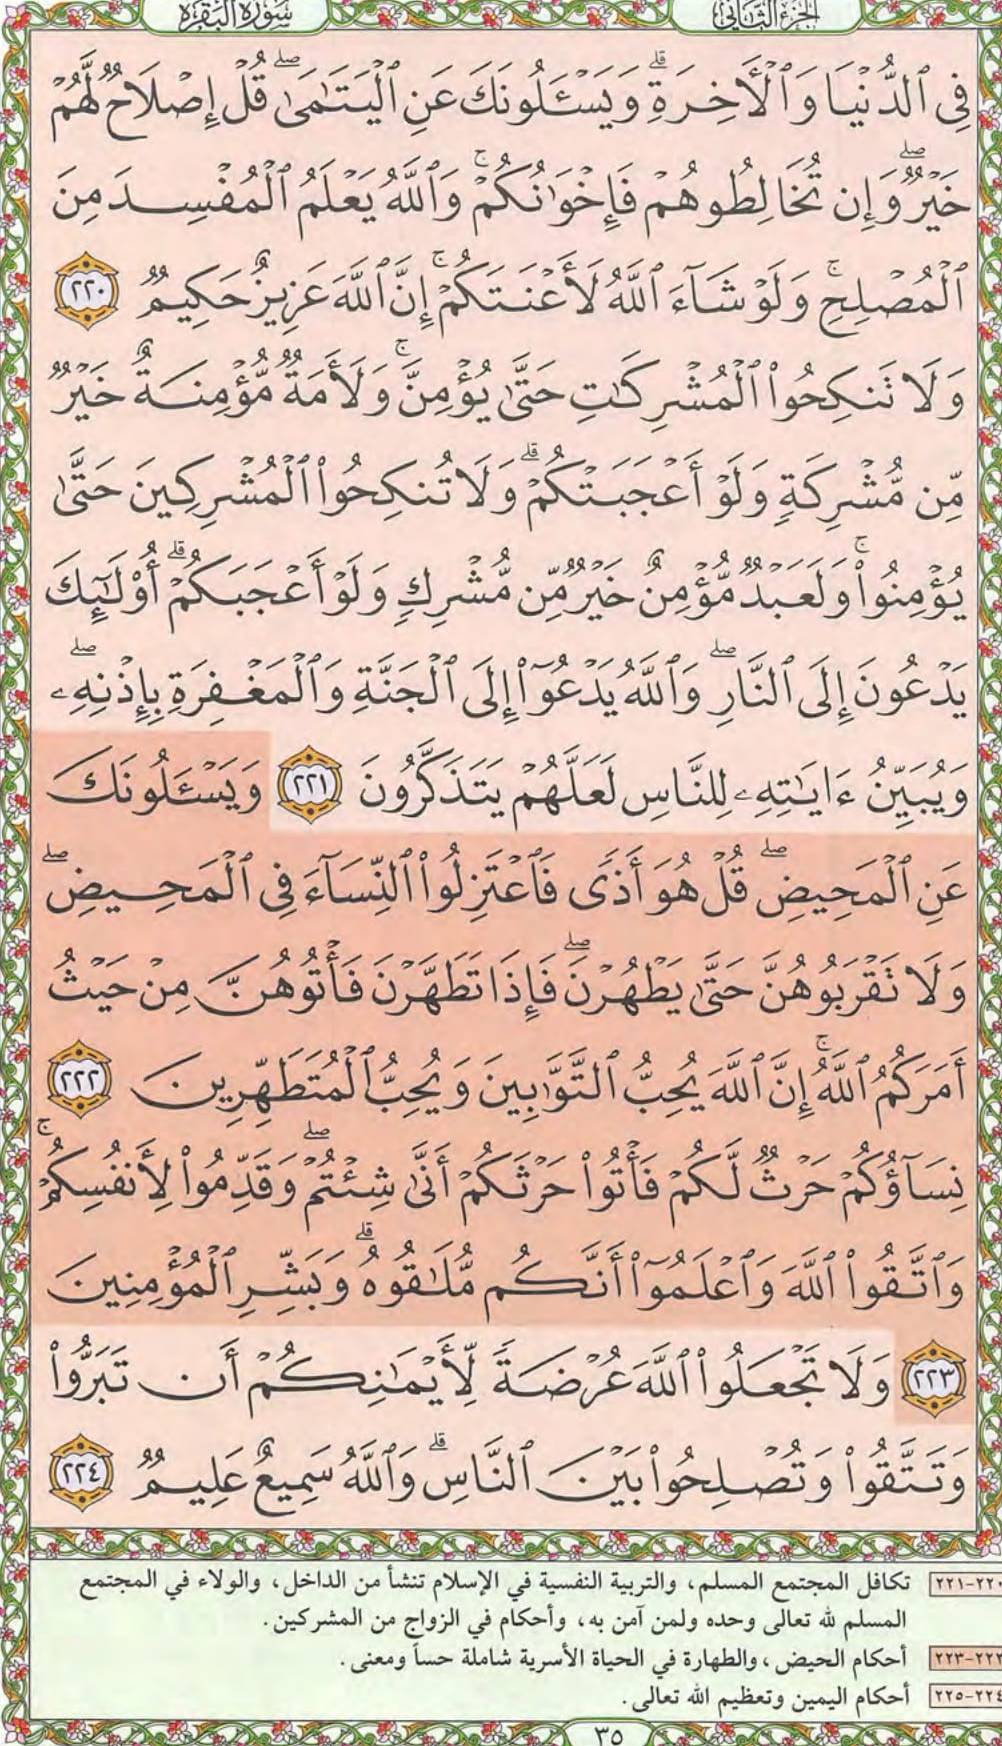 الجزء الثاني
سورة البقرة
فِي ٱلدُّنْيَا وَٱلْأَخِرَةِۗ وَيَسْـَٔلُونَكَ عَنِ ٱلْيَتَٰمَىٰۖ قُلْ إِصْلَاحٌ لَّهُمْ
خَيْرٌۖ وَإِن تُخَالِطُوهُمْ فَإِخْوَٰنُكُمْۚ وَٱللَّهُ يَعْلَمُ ٱلْمُفْسِدَ مِنَ
ٱلْمُصْلِحِۚ وَلَوْ شَآءَ ٱللَّهُ لَأَعْنَتَكُمْۚ إِنَّ ٱللَّهَ عَزِيزٌ حَكِيمٌ ٢٢٠
وَلَا تَنكِحُوا۟ ٱلْمُشْرِكَٰتِ حَتَّىٰ يُؤْمِنَّۚ وَلَأَمَةٌ مُّؤْمِنَةٌ خَيْرٌ
مِّن مُّشْرِكَةٍ وَلَوْ أَعْجَبَتْكُمْۗ وَلَا تُنكِحُوا۟ ٱلْمُشْرِكِينَ حَتَّىٰ
يُؤْمِنُوا۟ۚ وَلَعَبْدٌ مُّؤْمِنٌ خَيْرٌ مِّن مُّشْرِكٍ وَلَوْ أَعْجَبَكُمْۗ أُو۟لَٰٓئِكَ
يَدْعُونَ إِلَى ٱلنَّارِۖ وَٱللَّهُ يَدْعُوٓا۟ إِلَى ٱلْجَنَّةِ وَٱلْمَغْفِرَةِ بِإِذْنِهِۦۖ
وَيُبَيِّنُ ءَايَٰتِهِۦ لِلنَّاسِ لَعَلَّهُمْ يَتَذَكَّرُونَ ٢٢١ وَيَسْـَٔلُونَكَ
عَنِ ٱلْمَحِيضِۖ قُلْ هُوَ أَذًى فَٱعْتَزِلُوا۟ ٱلنِّسَآءَ فِي ٱلْمَحِيضِۖ
وَلَا تَقْرَبُوهُنَّ حَتَّىٰ يَطْهُرْنَۖ فَإِذَا تَطَهَّرْنَ فَأْتُوهُنَّ مِنْ حَيْثُ
أَمَرَكُمُ ٱللَّهُۚ إِنَّ ٱللَّهَ يُحِبُّ ٱلتَّوَّٰبِينَ وَيُحِبُّ ٱلْمُتَطَهِّرِينَ ٢٢٢
نِسَآؤُكُمْ حَرْثٌ لَّكُمْ فَأْتُوا۟ حَرْثَكُمْ أَنَّىٰ شِئْتُمْۖ وَقَدِّمُوا۟ لِأَنفُسِكُمْۚ
وَٱتَّقُوا۟ ٱللَّهَ وَٱعْلَمُوٓا۟ أَنَّكُم مُّلَٰقُوهُۗ وَبَشِّرِ ٱلْمُؤْمِنِينَ
٢٢٣ وَلَا تَجْعَلُوا۟ ٱللَّهَ عُرْضَةً لِّأَيْمَٰنِكُمْ أَن تَبَرُّوا۟
وَتَتَّقُوا۟ وَتُصْلِحُوا۟ بَيْنَ ٱلنَّاسِۗ وَٱللَّهُ سَمِيعٌ عَلِيمٌ ٢٢٤
٢٢٠-٢٢١ تكافل المجتمع المسلم، والتربية النفسية في الإسلام تنشأ من الداخل، والولاء في المجتمع
المسلم لله تعالى وحده ولمن آمن به، وأحكام في الزواج من المشركين.
٢٢٢-٢٢٣ أحكام الحيض، والطهارة في الحياة الأسرية شاملة حساً ومعنى.
٢٢٤-٢٢٥ أحكام اليمين وتعظيم الله تعالى.
٣٥